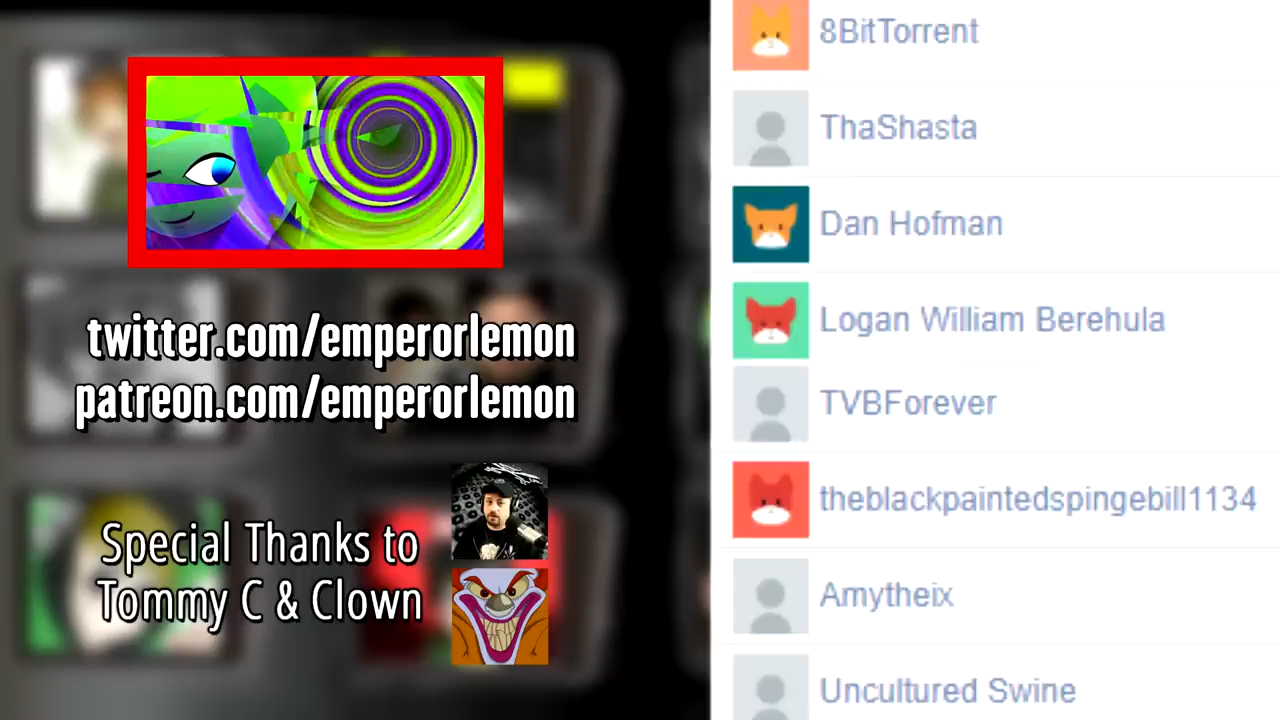 twitter.com/emperorlemon
patreon.com/emperorlemon
Special Thanks to
Tommy C & Clown
8BitTorrent
ThaShasta
Dan Hofman
Logan William Berehula
TVBForever
theblackpaintedspingebill1134
Amytheix
Uncultured Swine